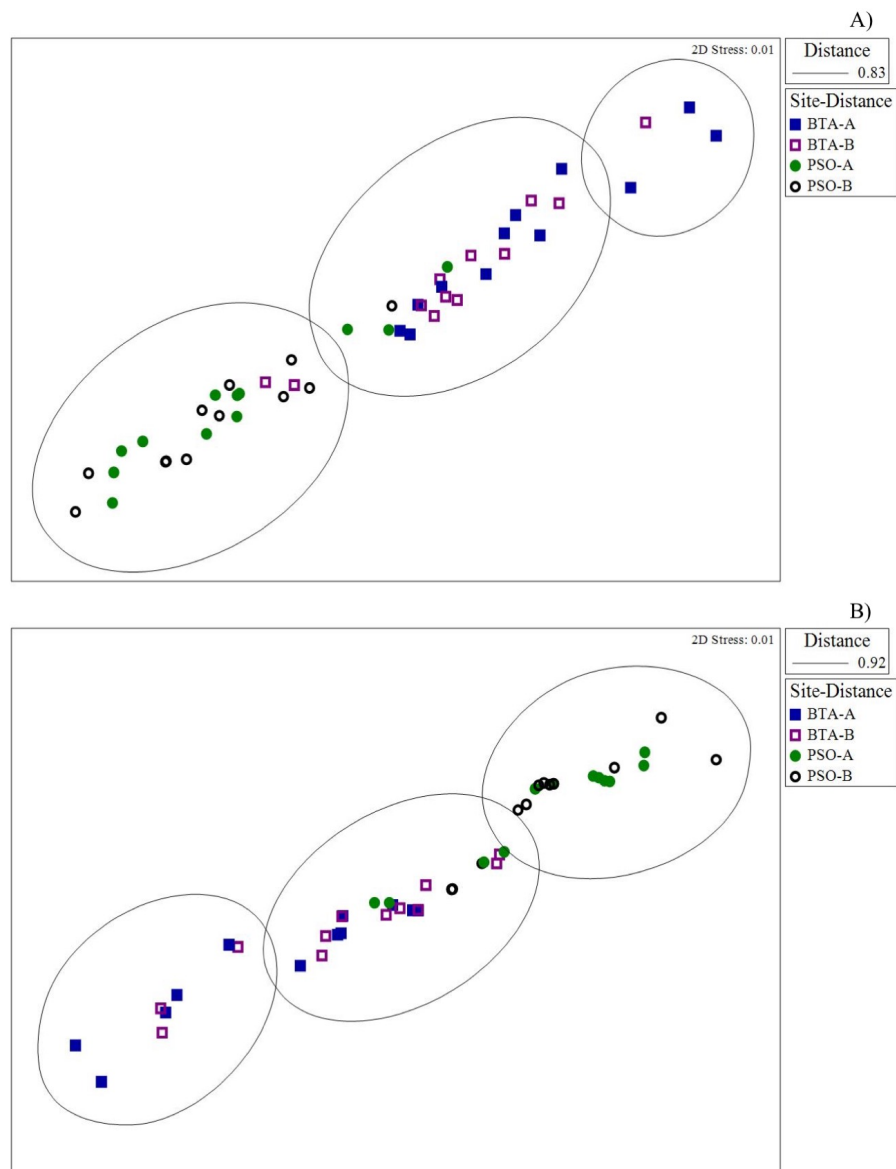 A)
2D Stress: 0.01
Distance
0.83
Site-Distance
BTA-A
BTA-B
PSO-A
PSO-B
B)
2D Stress: 0.01
Distance
0.92
Site-Distance
BTA-A
BTA-B
PSO-A
PSO-B